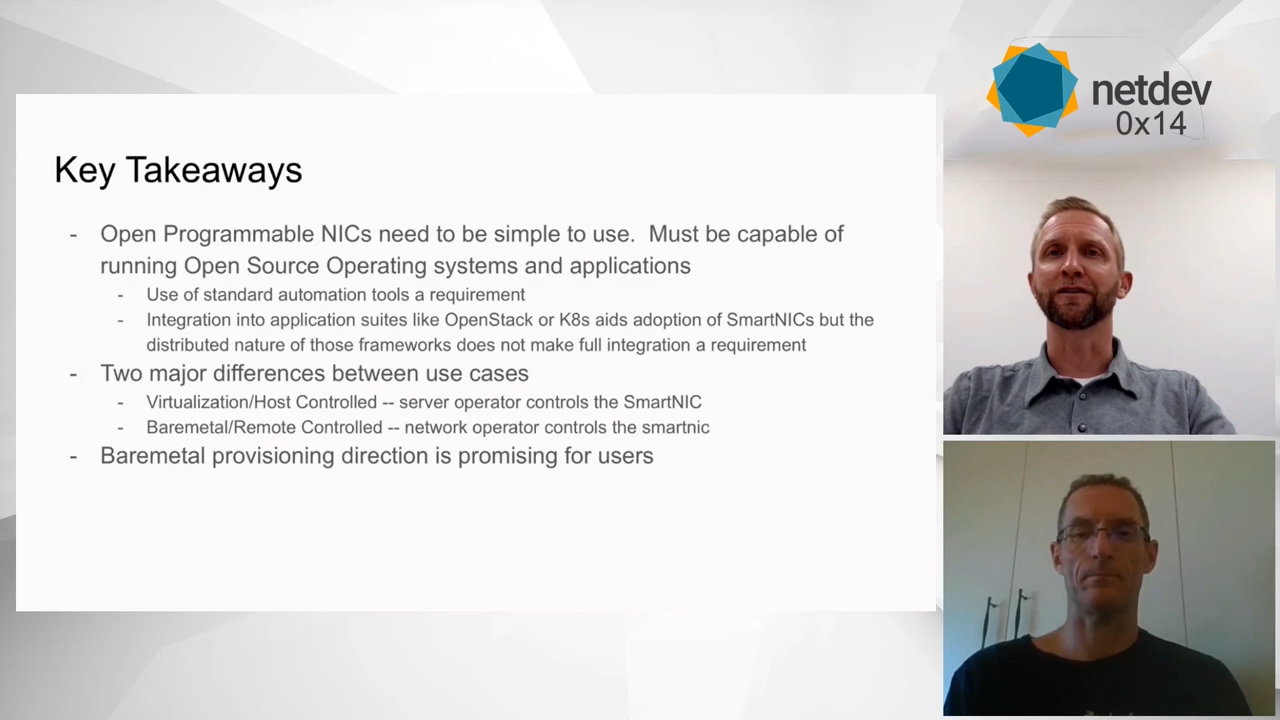 netdev
0x14
Key Takeaways
- Open Programmable NICs need to be simple to use. Must be capable of
running Open Source Operating systems and applications
- Use of standard automation tools a requirement
- Integration into application suites like OpenStack or K8s aids adoption of SmartNICs but the
distributed nature of those frameworks does not make full integration a requirement
- Two major differences between use cases
- Virtualization/Host Controlled -- server operator controls the SmartNIC
- Baremetal/Remote Controlled -- network operator controls the smartnic
- Baremetal provisioning direction is promising for users